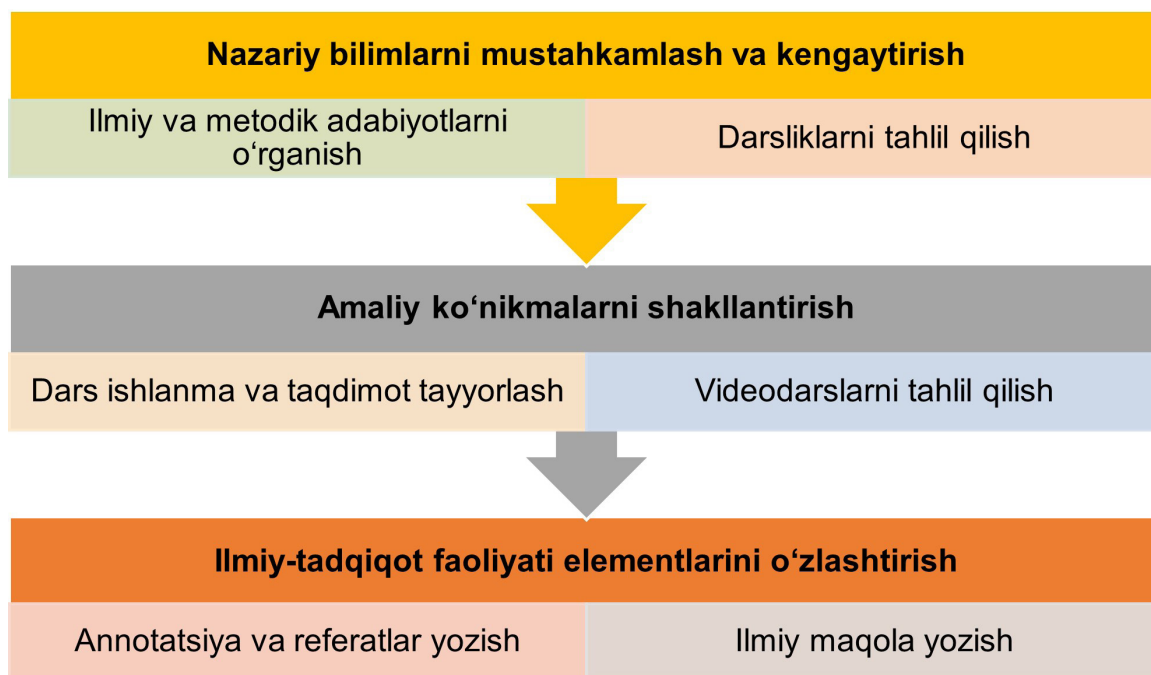 Nazariy bilimlarni mustahkamlash va kengaytirish
Ilmiy va metodik adabiyotlarni
o‘rganish
Darsliklarni tahlil qilish
Amaliy ko‘nikmalarni shakllantirish
Dars ishlanma va taqdimot tayyorlash
Videodarslarni tahlil qilish
Ilmiy-tadqiqot faoliyati elementlarini o‘zlashtirish
Annotatsiya va referatlar yozish
Ilmiy maqola yozish